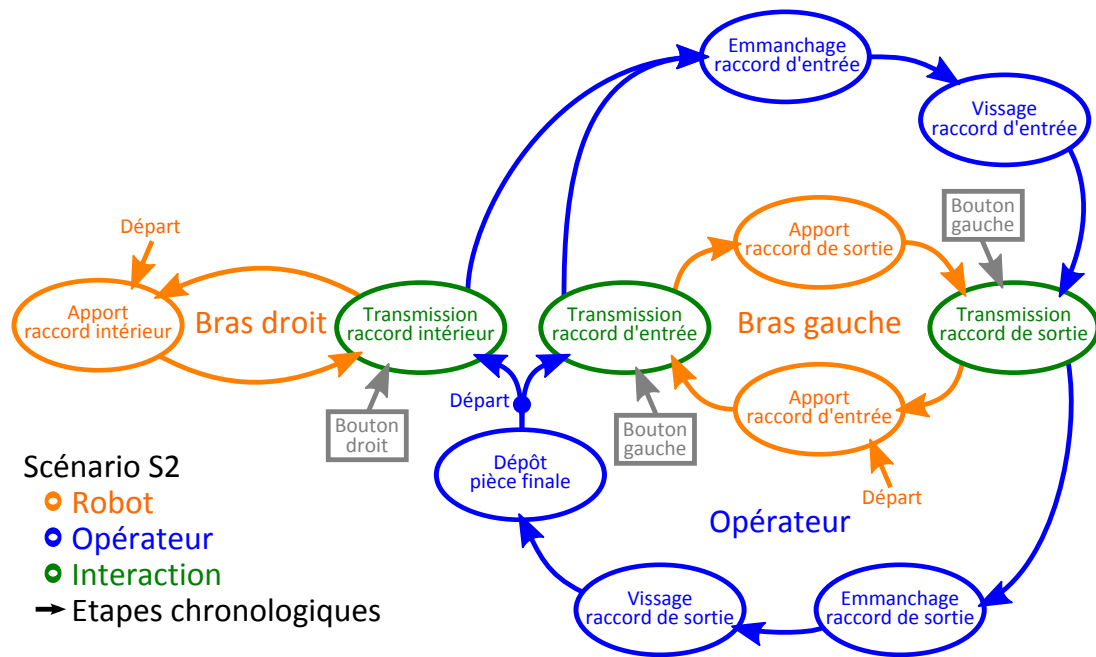 Emmanchage
raccord d'entrée
Vissage
raccord d'entrée
Départ
Apport
raccord de sortie
Bouton
gauche
Apport
raccord intérieur
Bras droit
Transmission
raccord intérieur
Transmission
raccord d'entrée
Bras gauche
Transmission
raccord de sortie
Départ
Apport
raccord d'entrée
Bouton
droit
Bouton
gauche
Dépôt
pièce finale
Départ
Opérateur
Scénario S2
Robot
Opérateur
Interaction
Etapes chronologiques
Vissage
raccord de sortie
Emmanchage
raccord de sortie